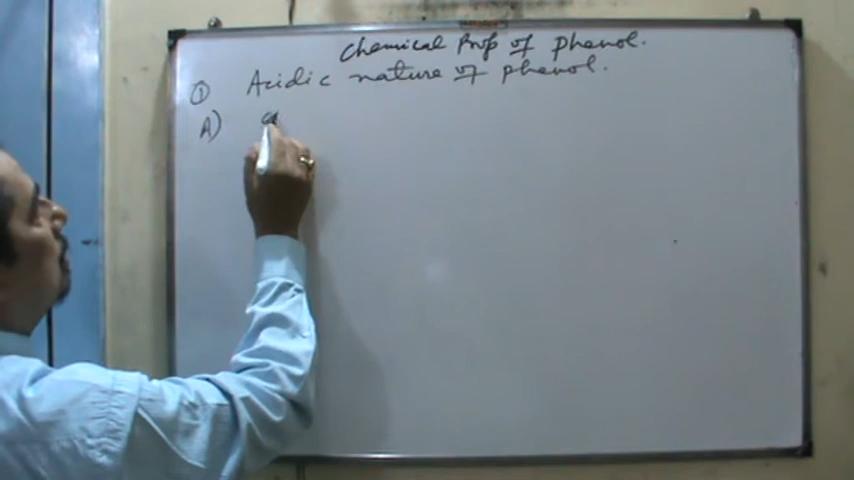 Chemical Prop of phenol.
① Acidic nature of phenol.
A)